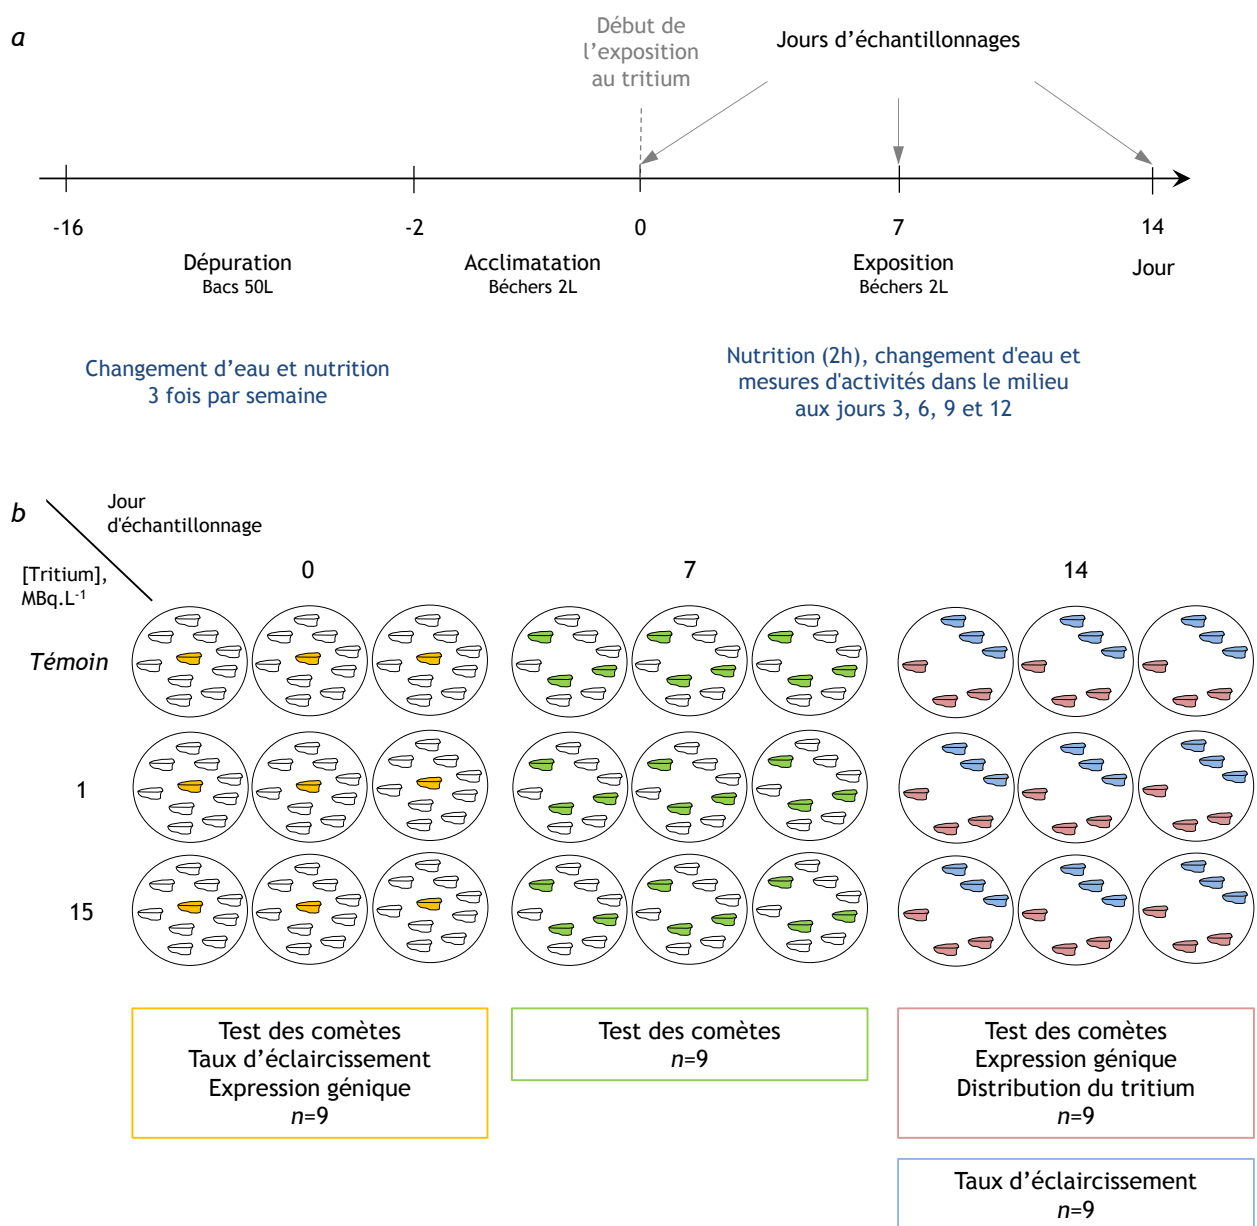 a
Début de
l'exposition
au tritium
Jours d'échantillonnages
-16
-2
0
7
14
Dépuration
Bacs 50L
Acclimatation
Béchers 2L
Exposition
Béchers 2L
Jour
Changement d'eau et nutrition
3 fois par semaine
Nutrition (2h), changement d'eau et
mesures d'activités dans le milieu
aux jours 3, 6, 9 et 12
b
Jour
d'échantillonnage
[Tritium],
MBq.L⁻¹
0
7
14
Témoin
1
15
Test des comètes
Taux d'éclaircissement
Expression génique
n=9
Test des comètes
n=9
Test des comètes
Expression génique
Distribution du tritium
n=9
Taux d'éclaircissement
n=9